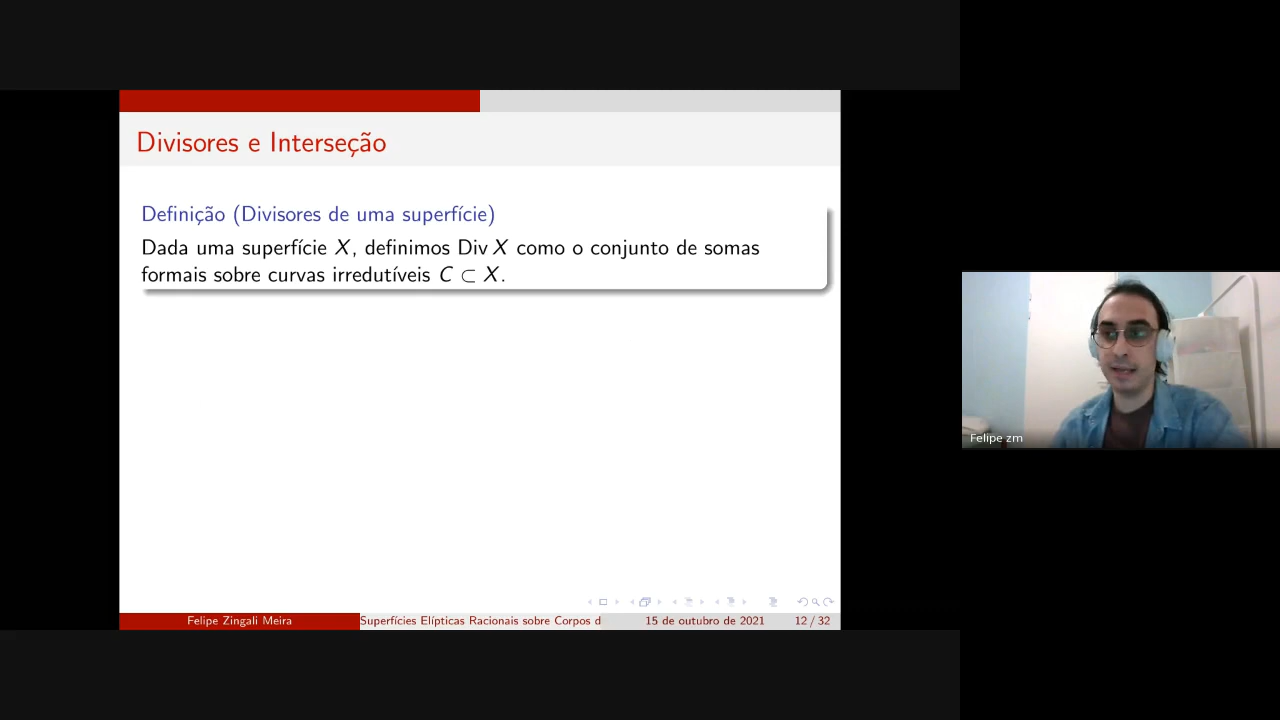 Divisores e Interseção
Definição (Divisores de uma superfície)
Dada uma superfície X, definimos Div X como o conjunto de somas
formais sobre curvas irredutíveis C ⊂ X.
Felipe zm
Felipe Zingali Meira
Superfícies Elípticas Racionais sobre Corpos d
15 de outubro de 2021
12 / 32